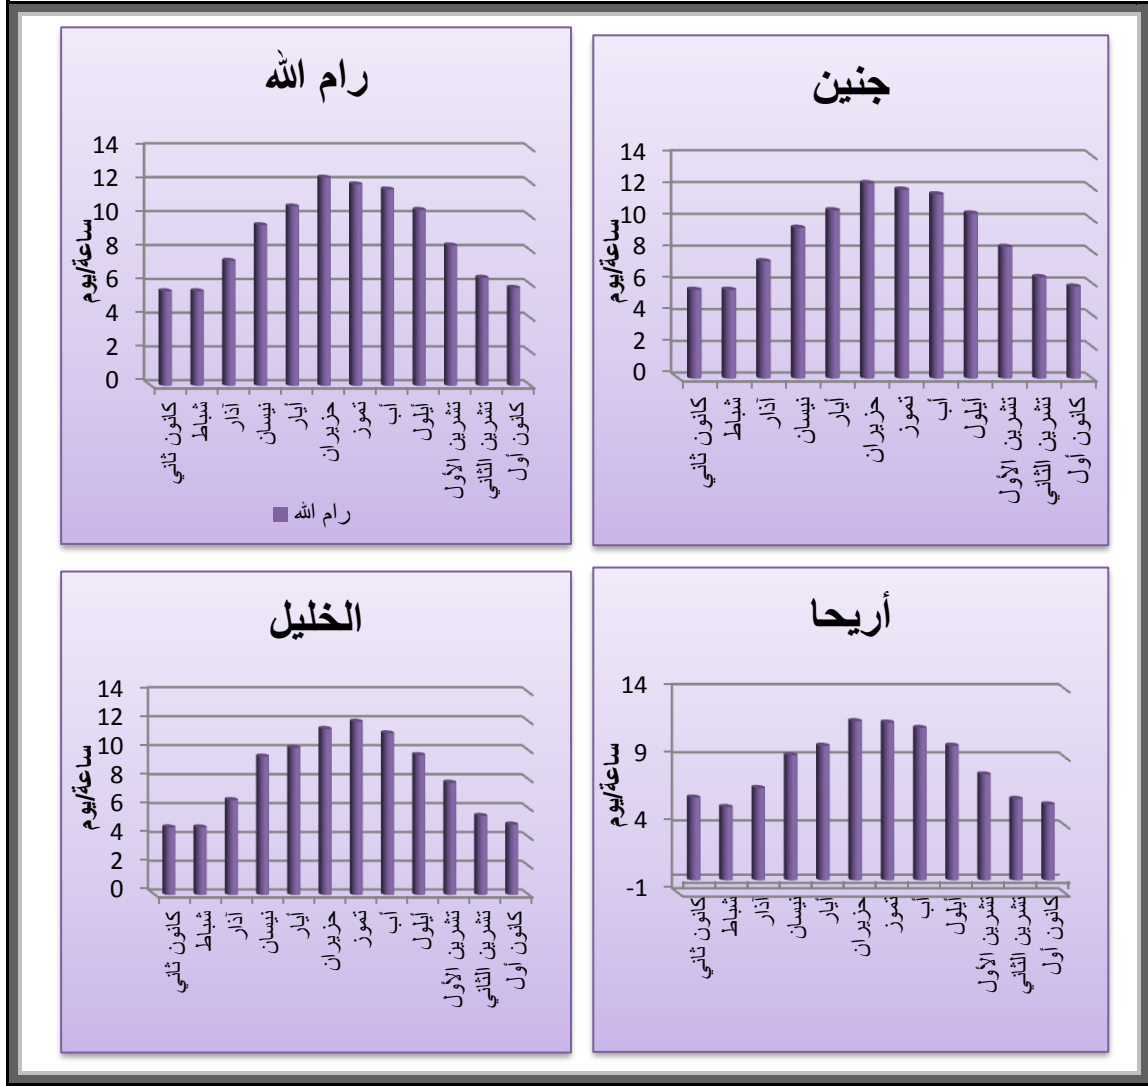 رام الله
14
12
10
8
6
4
2
0
ساعة/يوم
كانون ثاني
شباط
آذار
نيسان
أيار
حزيران
تموز
آب
أيلول
تشرين الأول
تشرين الثاني
كانون أول
رام الله
جنين
14
12
10
8
6
4
2
0
ساعة/يوم
كانون ثاني
شباط
آذار
نيسان
أيار
حزيران
تموز
آب
أيلول
تشرين الأول
تشرين الثاني
كانون أول
الخليل
14
12
10
8
6
4
2
0
ساعة/يوم
كانون ثاني
شباط
آذار
نيسان
أيار
حزيران
تموز
آب
أيلول
تشرين الأول
تشرين الثاني
كانون أول
أريحا
14
9
4
-1
ساعة/يوم
كانون ثاني
شباط
آذار
نيسان
أيار
حزيران
تموز
آب
أيلول
تشرين الأول
تشرين الثاني
كانون أول